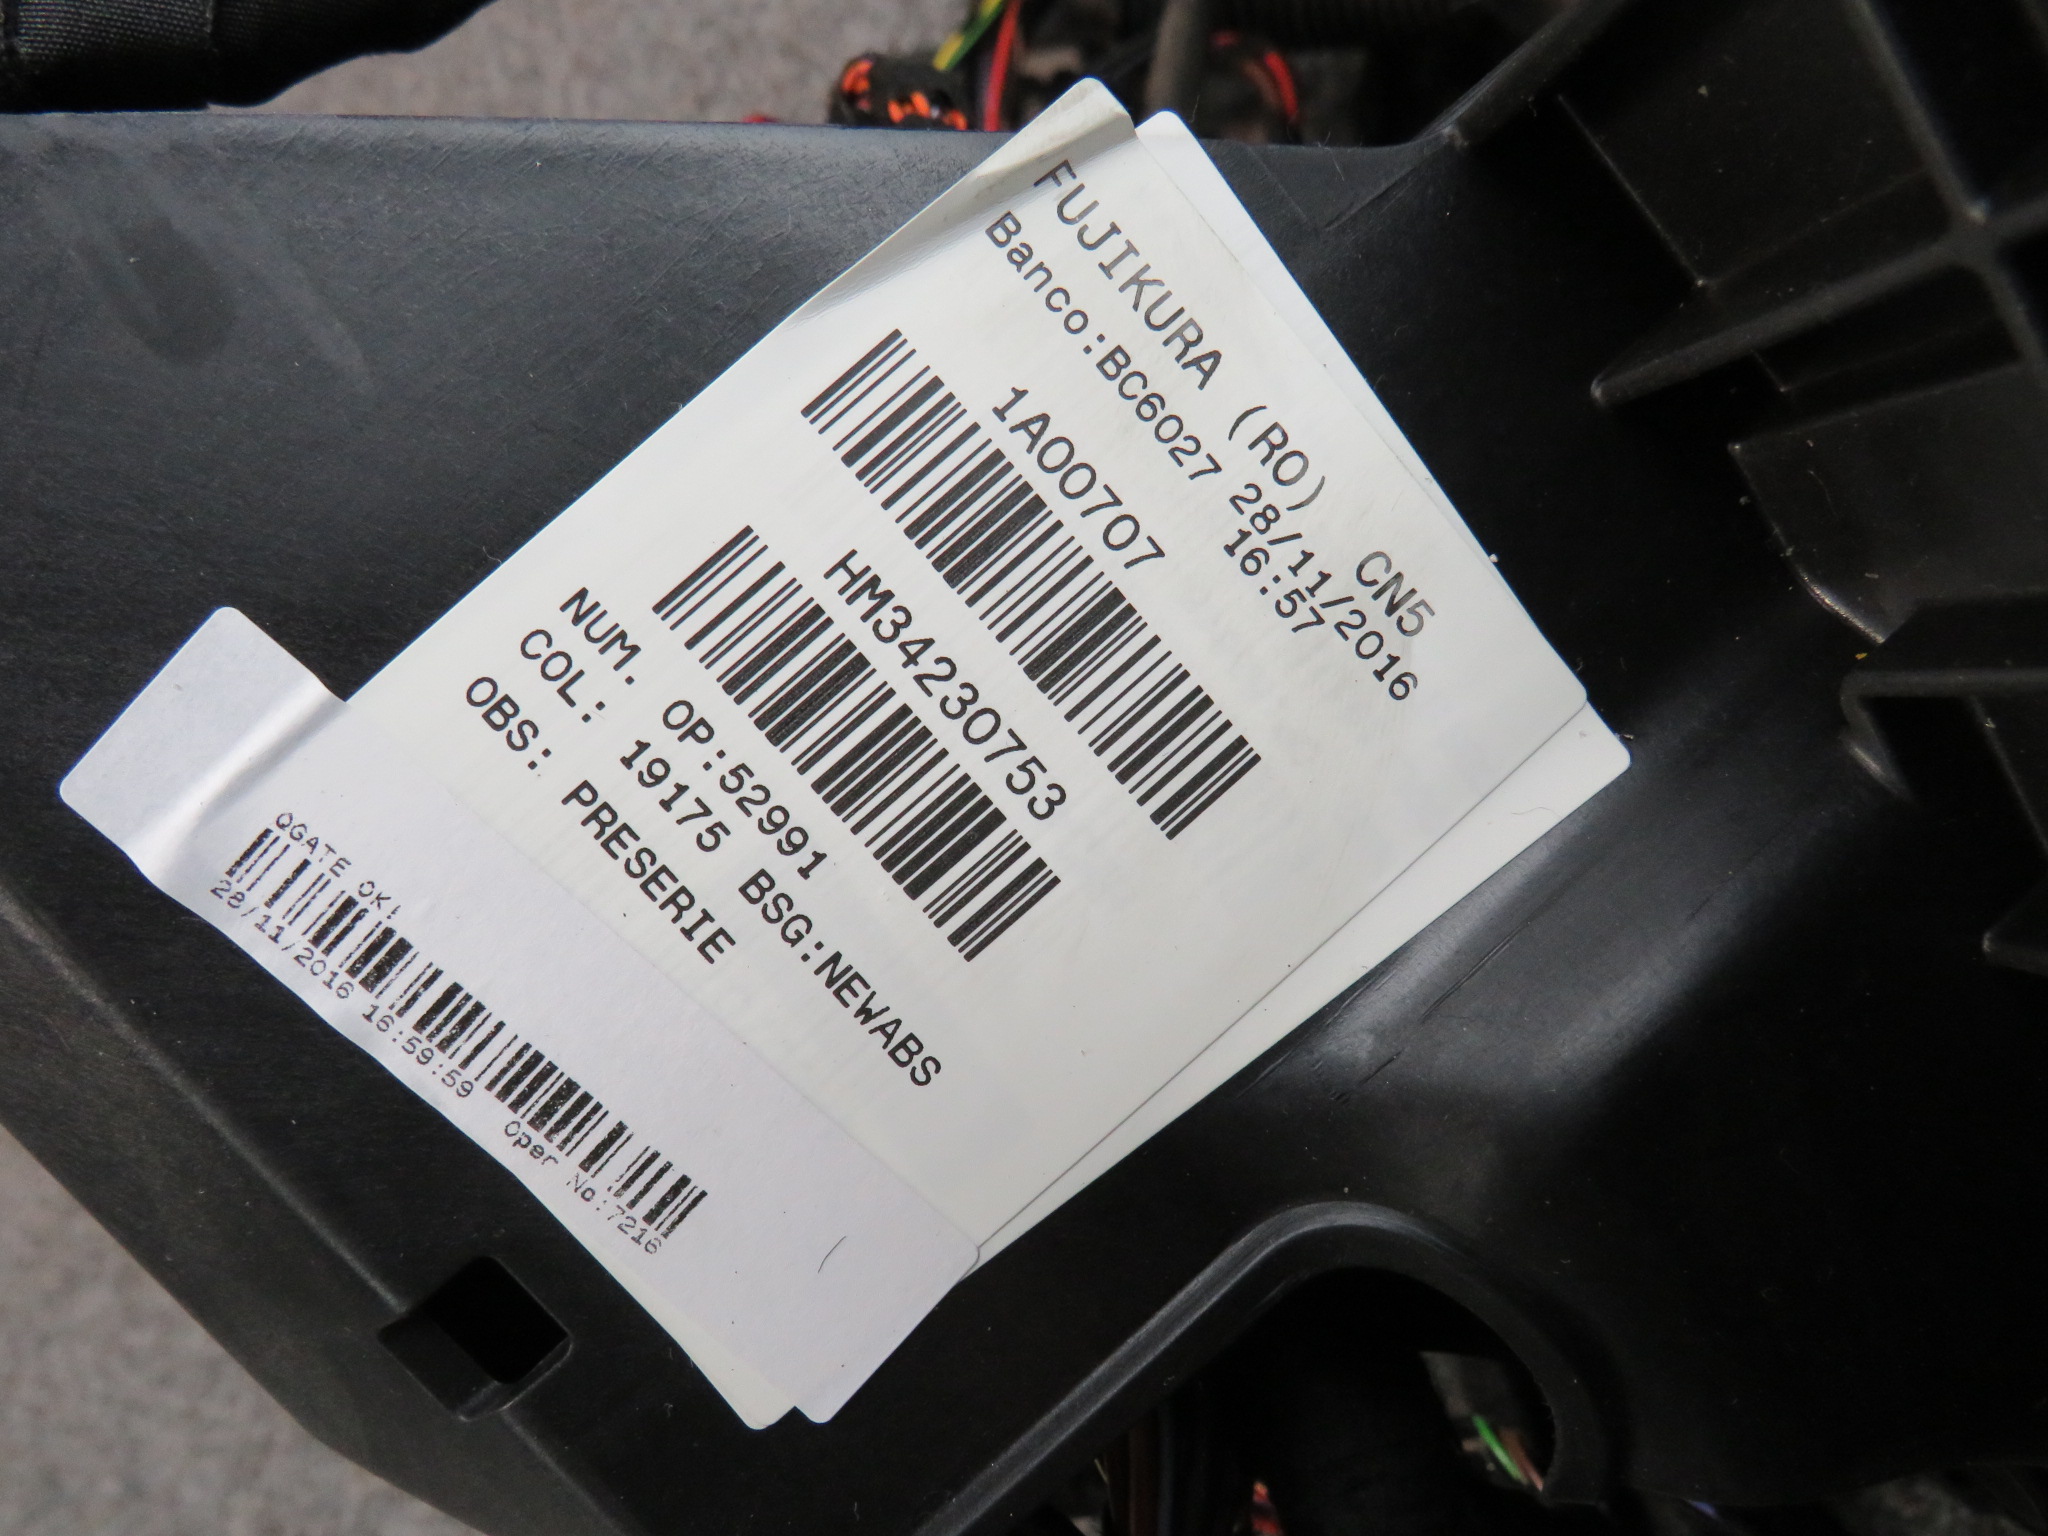 FUJIKURA (RO) CN5
Banco:BC6027 28/11/2016
16:57
1A00707
HM34230753
NUM. OP:52991
COL: 19175 BSG:NEWABS
OBS: PRESERIE
QGATE OK!
28/11/2016 16:59:59 Oper No:7216